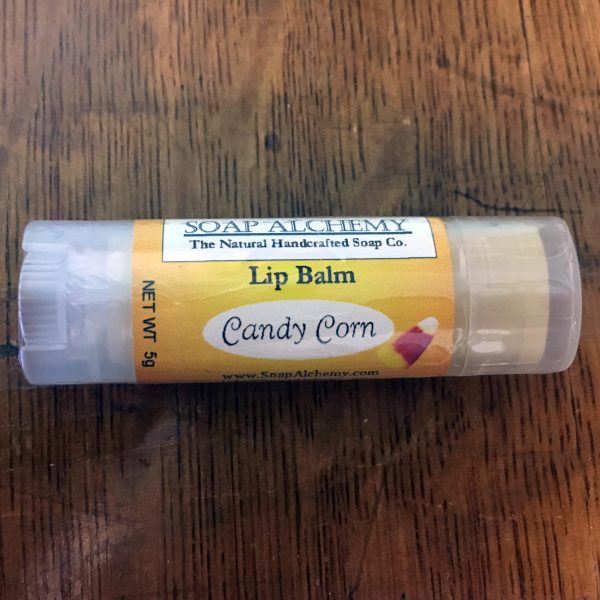 SOAP ALCHEMY
The Natural Handcrafted Soap Co.
Lip Balm
Candy Corn
www.SoapAlchemy.com
NET WT 5g